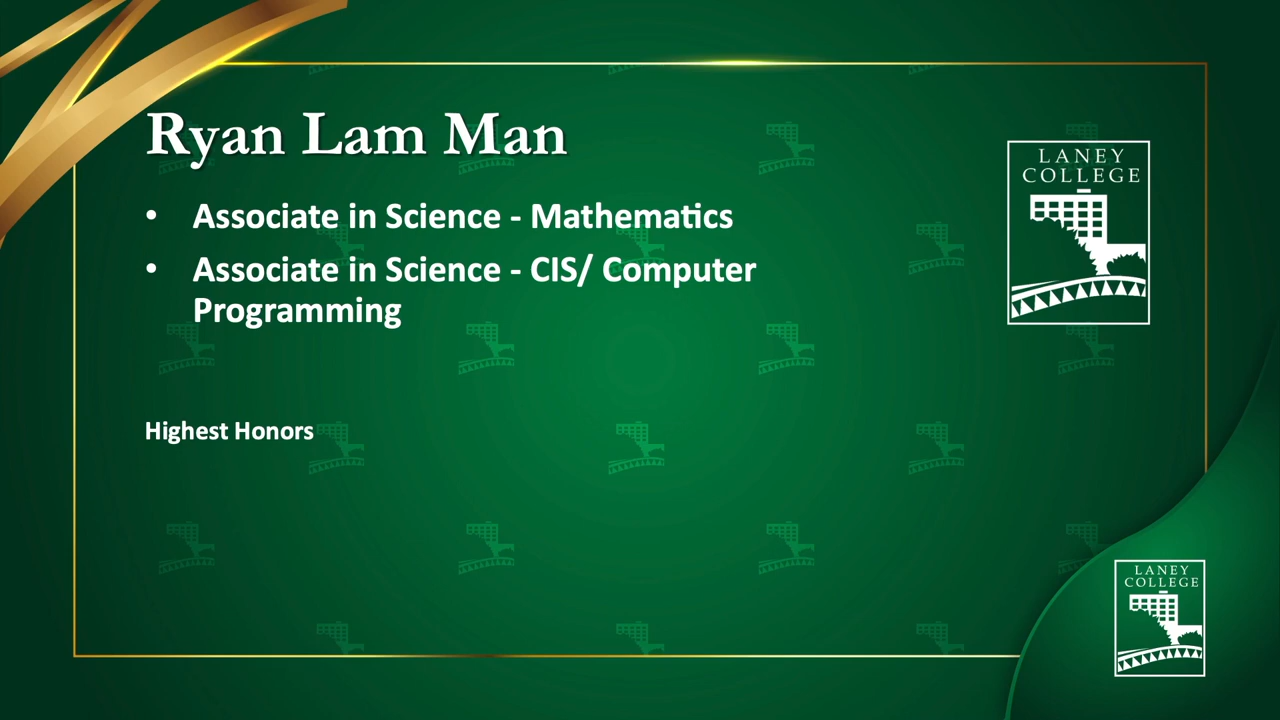 Ryan Lam Man
LANEY
COLLEGE
• Associate in Science - Mathematics
• Associate in Science - CIS/ Computer
Programming
Highest Honors
LANEY
COLLEGE